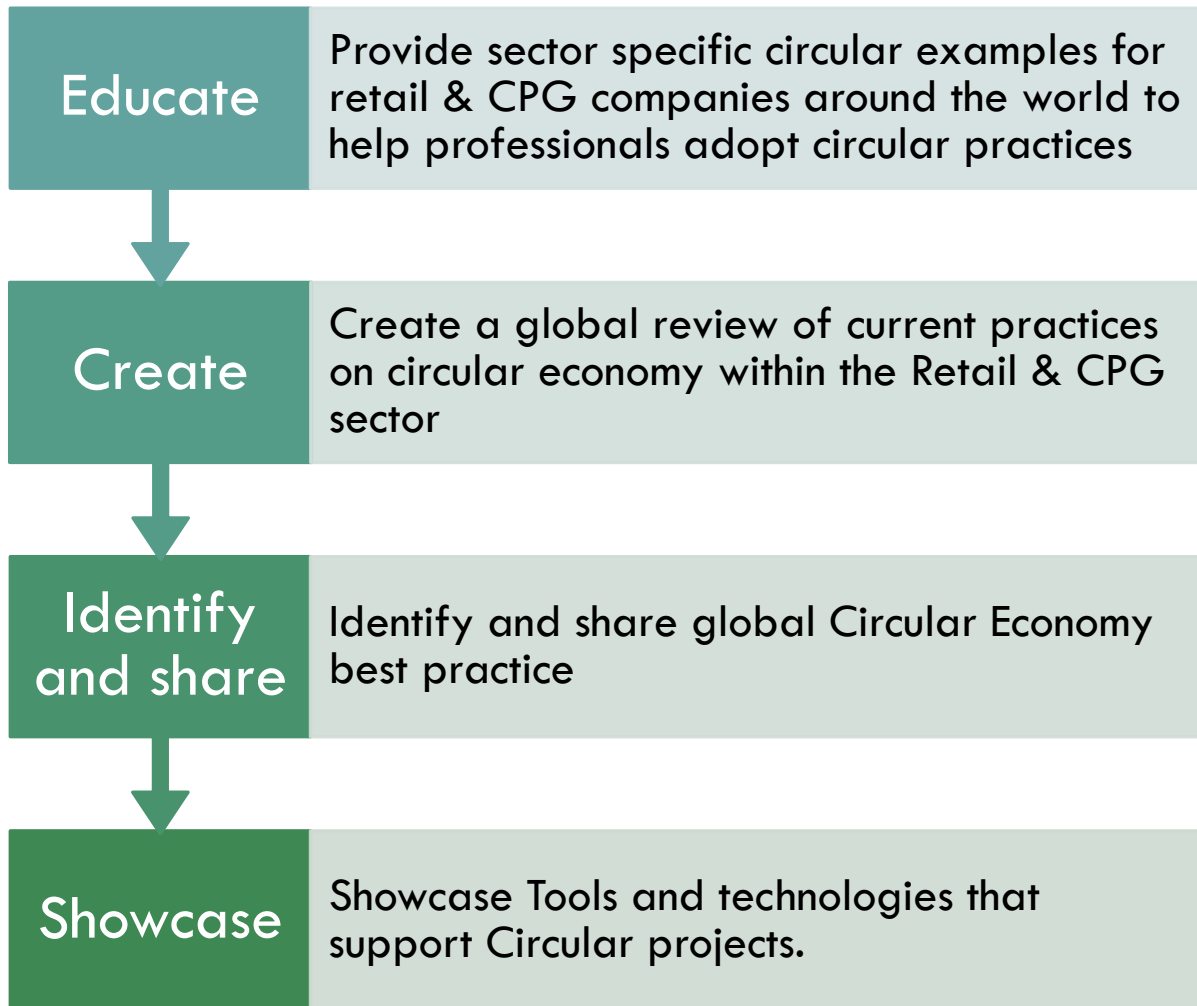 Educate
Provide sector specific circular examples for
retail & CPG companies around the world to
help professionals adopt circular practices
Create
Create a global review of current practices
on circular economy within the Retail & CPG
sector
Identify
and share
Identify and share global Circular Economy
best practice
Showcase
Showcase Tools and technologies that
support Circular projects.